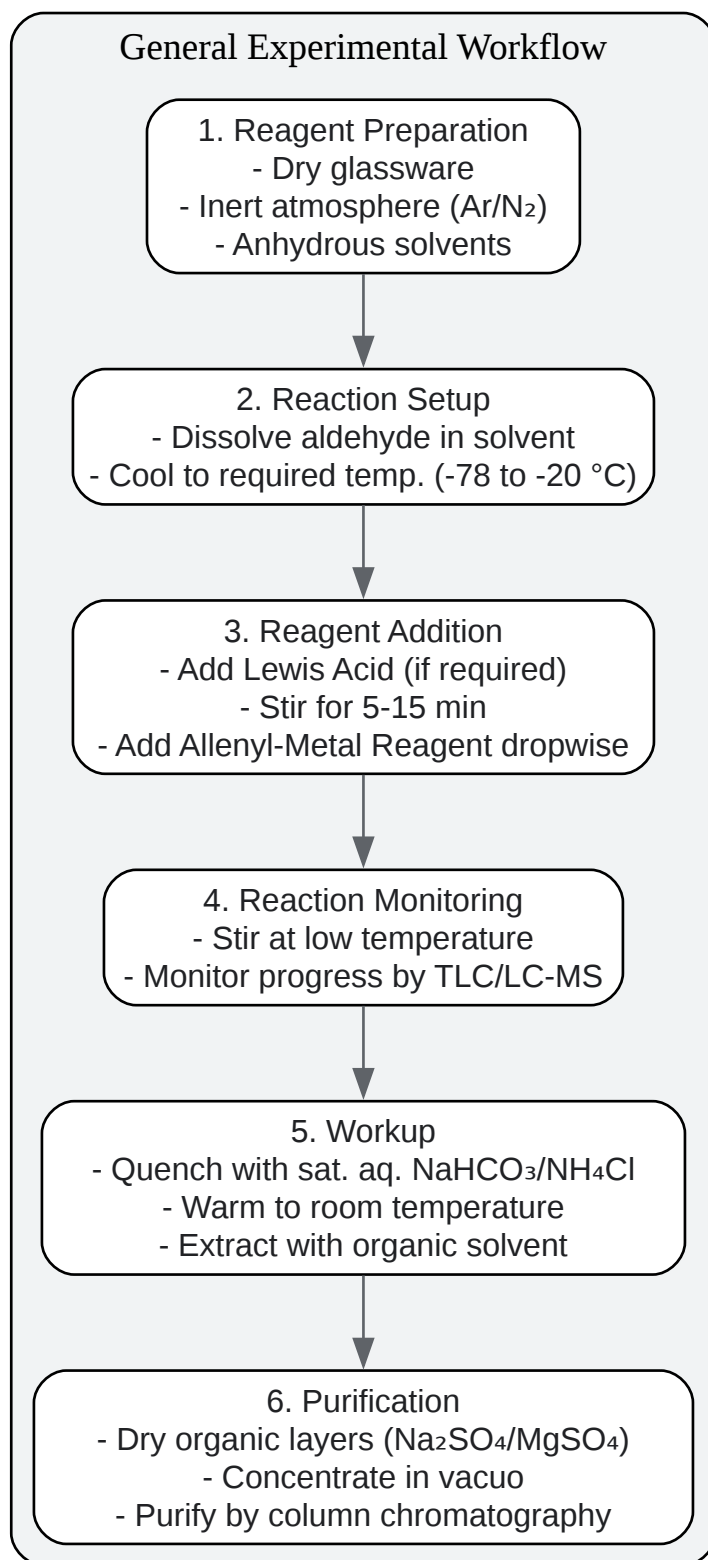 General Experimental Workflow
1. Reagent Preparation
- Dry glassware
- Inert atmosphere (Ar/N₂)
- Anhydrous solvents
2. Reaction Setup
- Dissolve aldehyde in solvent
- Cool to required temp. (-78 to -20 °C)
3. Reagent Addition
- Add Lewis Acid (if required)
- Stir for 5-15 min
- Add Allenyl-Metal Reagent dropwise
4. Reaction Monitoring
- Stir at low temperature
- Monitor progress by TLC/LC-MS
5. Workup
- Quench with sat. aq. NaHCO₃/NH₄Cl
- Warm to room temperature
- Extract with organic solvent
6. Purification
- Dry organic layers (Na₂SO₄/MgSO₄)
- Concentrate in vacuo
- Purify by column chromatography